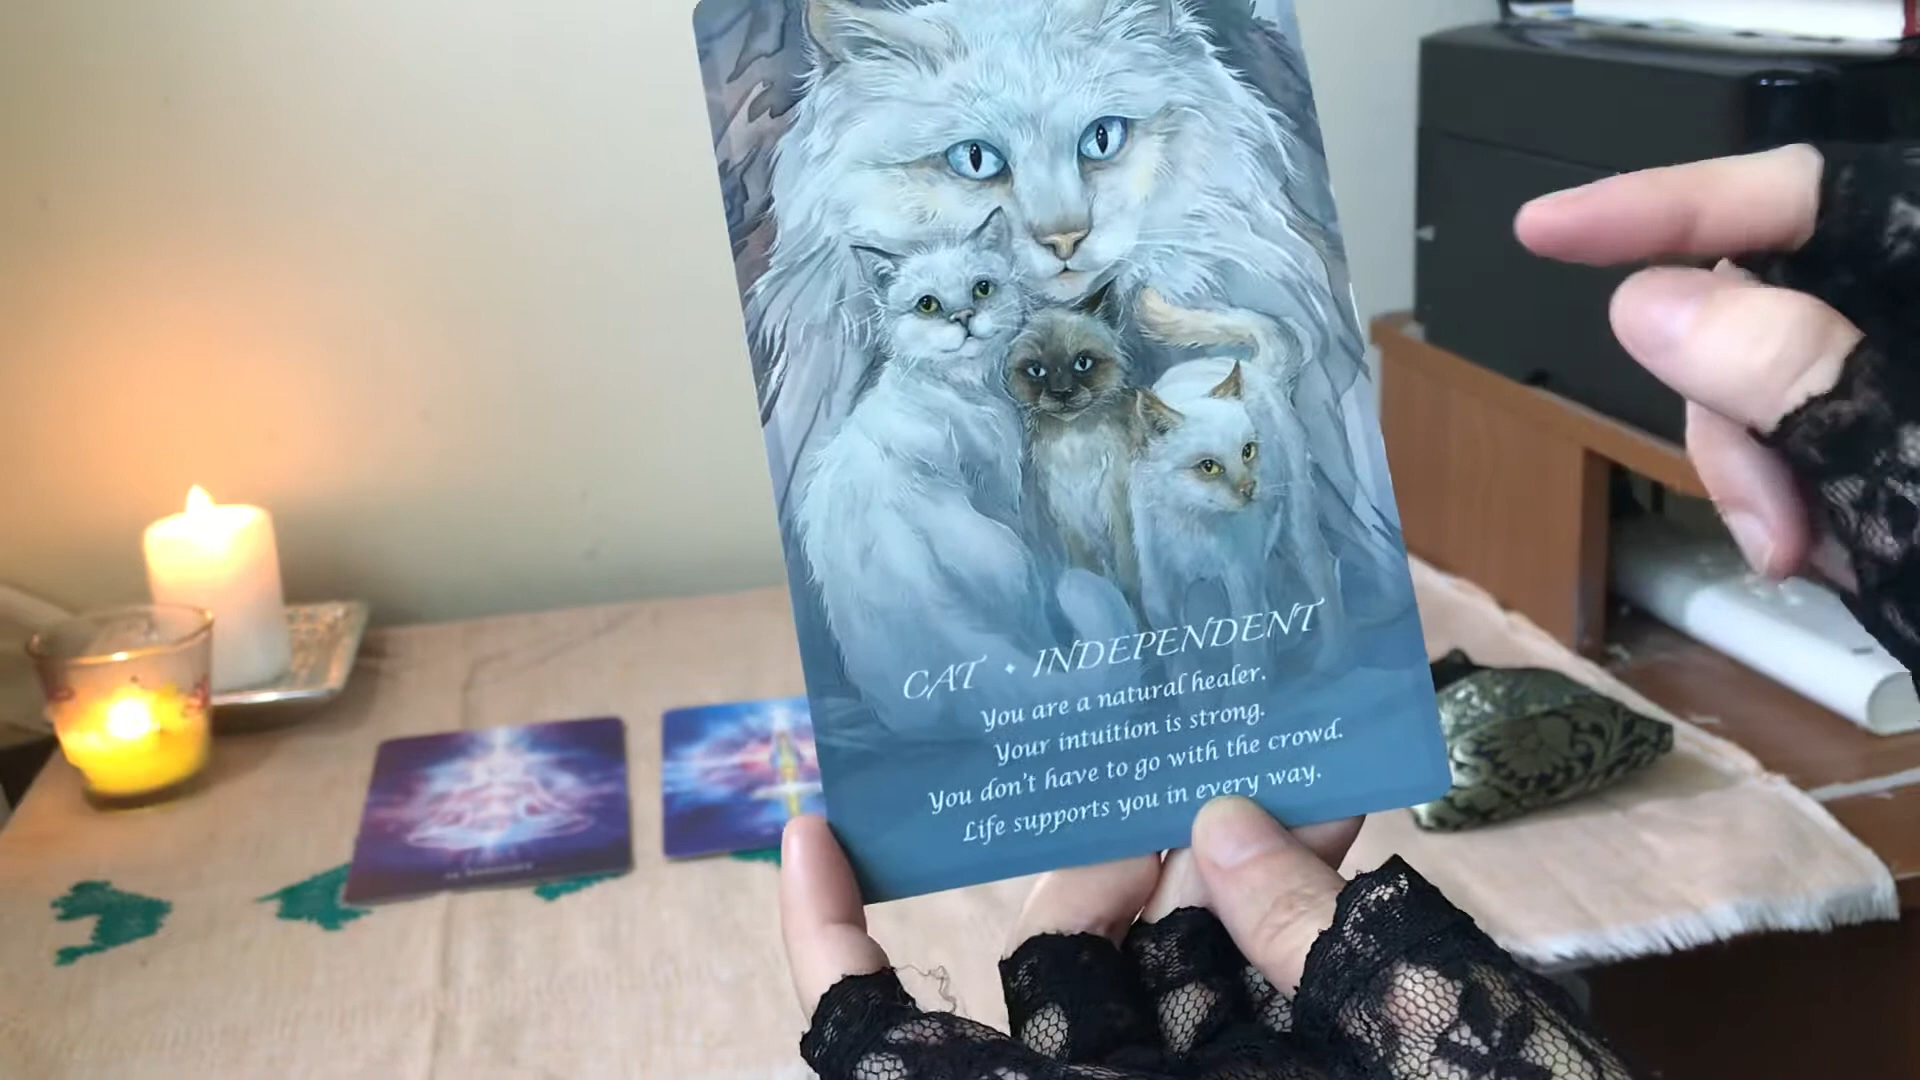 CAT • INDEPENDENT
You are a natural healer.
Your intuition is strong.
You don't have to go with the crowd.
Life supports you in every way.